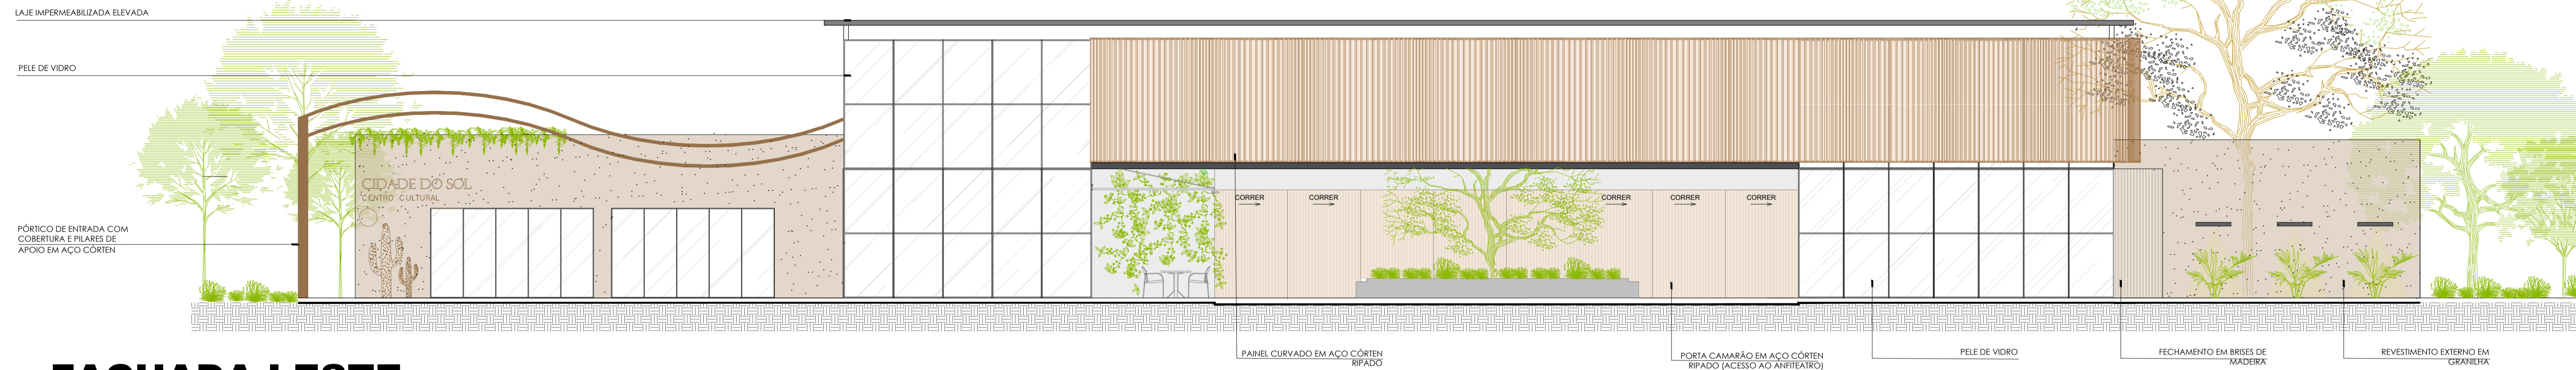 LAJE IMPERMEABILIZADA ELEVADA
PELE DE VIDRO
CIDADE DO SOL
CENTRO CULTURAL
PÓRTICO DE ENTRADA COM
COBERTURA E PILARES DE
APOIO EM AÇO CÓRTEN
CORRER
CORRER
CORRER
CORRER
CORRER
PAINEL CURVADO EM AÇO CÓRTEN
RIPADO
PORTA CAMARÃO EM AÇO CÓRTEN
RIPADO (ACESSO AO ANFITEATRO)
PELE DE VIDRO
FECHAMENTO EM BRISES DE
MADEIRA
REVESTIMENTO EXTERNO EM
GRANILHA
FACHADA LESTE